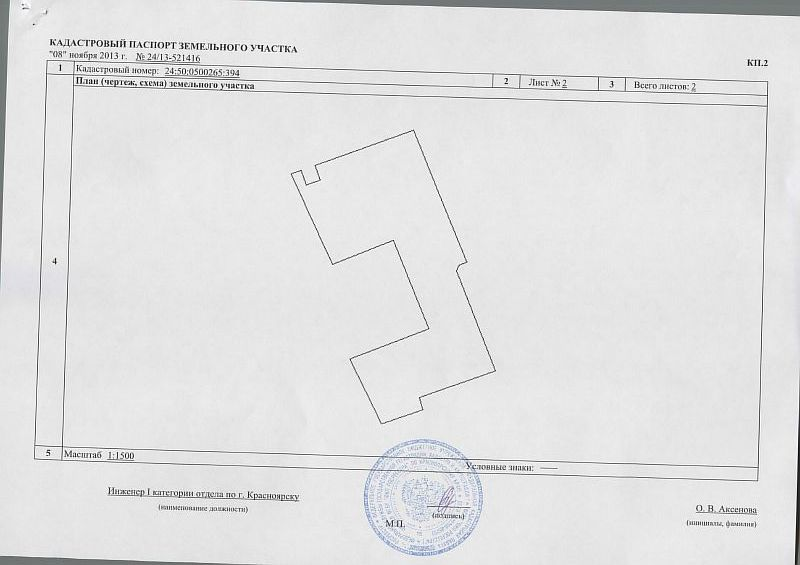 КАДАСТРОВЫЙ ПАСПОРТ ЗЕМЕЛЬНОГО УЧАСТКА
"08" ноября 2013 г. № 24/13-521416
КП.2
1 Кадастровый номер: 24:50:0500265:394 2 Лист № 2 3 Всего листов: 2
План (чертеж, схема) земельного участка
4
5 Масштаб 1:1500 Условные знаки:
Инженер I категории отдела по г. Красноярску
(наименование должности)
М.П.
(подпись)
О. В. Аксенова
(инициалы, фамилия)